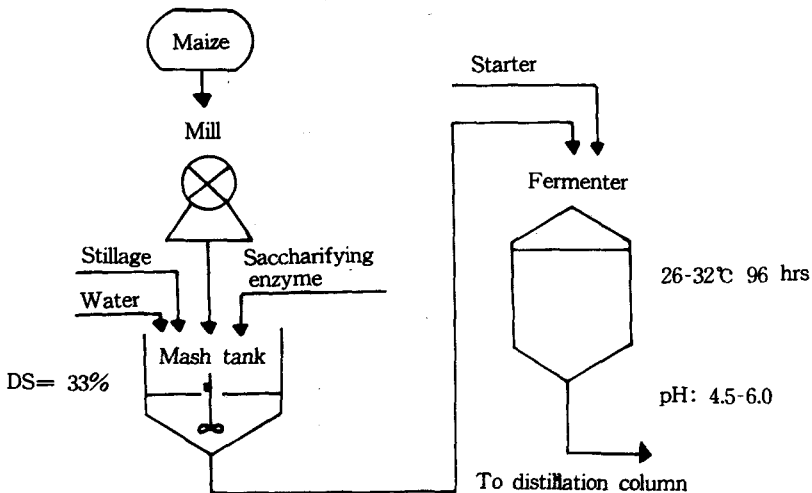 Maize
Starter
Mill
Fermenter
Stillage
Saccharifying
enzyme
Water
26-32℃ 96 hrs
Mash tank
DS= 33%
pH: 4.5-6.0
To distillation column